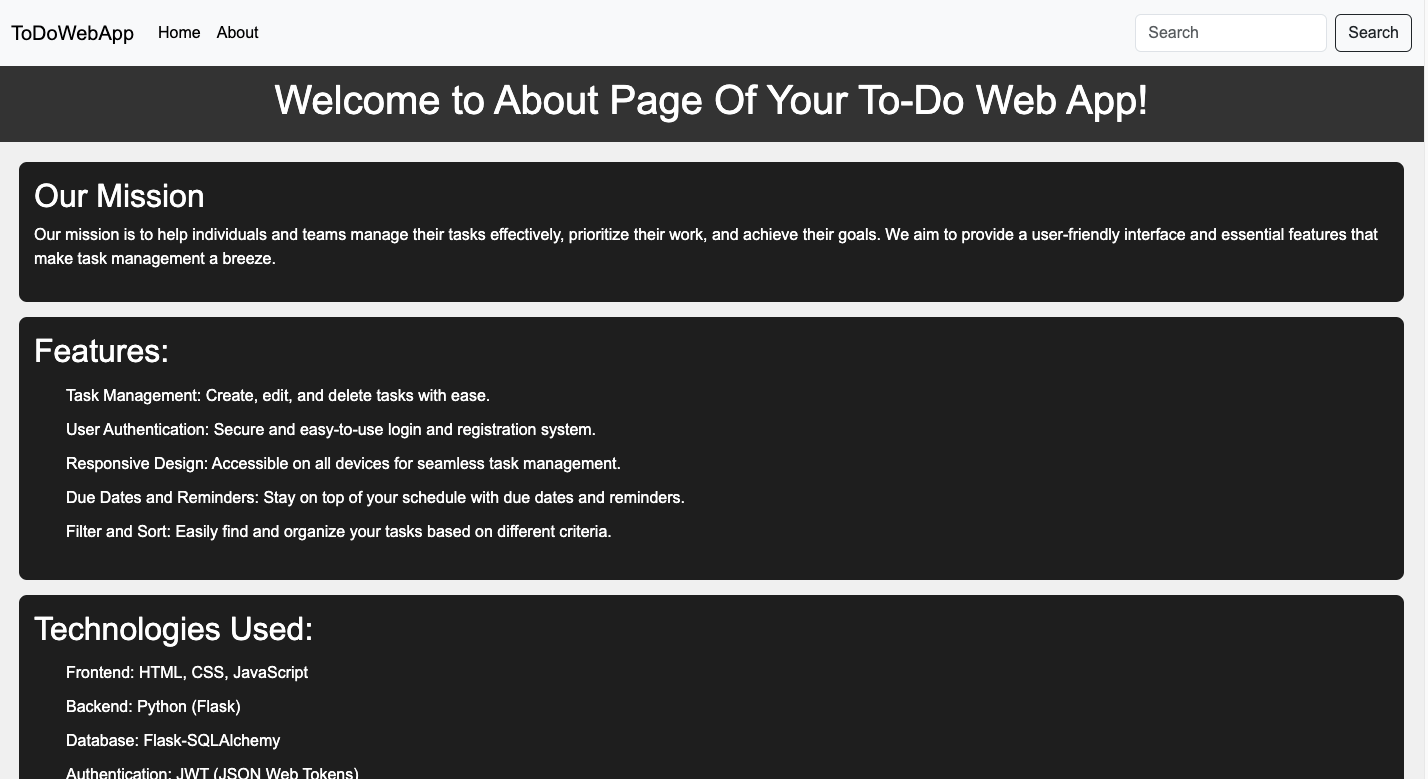 ToDoWebApp Home About Search Search
Welcome to About Page Of Your To-Do Web App!
Our Mission
Our mission is to help individuals and teams manage their tasks effectively, prioritize their work, and achieve their goals. We aim to provide a user-friendly interface and essential features that
make task management a breeze.
Features:
Task Management: Create, edit, and delete tasks with ease.
User Authentication: Secure and easy-to-use login and registration system.
Responsive Design: Accessible on all devices for seamless task management.
Due Dates and Reminders: Stay on top of your schedule with due dates and reminders.
Filter and Sort: Easily find and organize your tasks based on different criteria.
Technologies Used:
Frontend: HTML, CSS, JavaScript
Backend: Python (Flask)
Database: Flask-SQLAlchemy
Authentication: JWT (JSON Web Tokens)